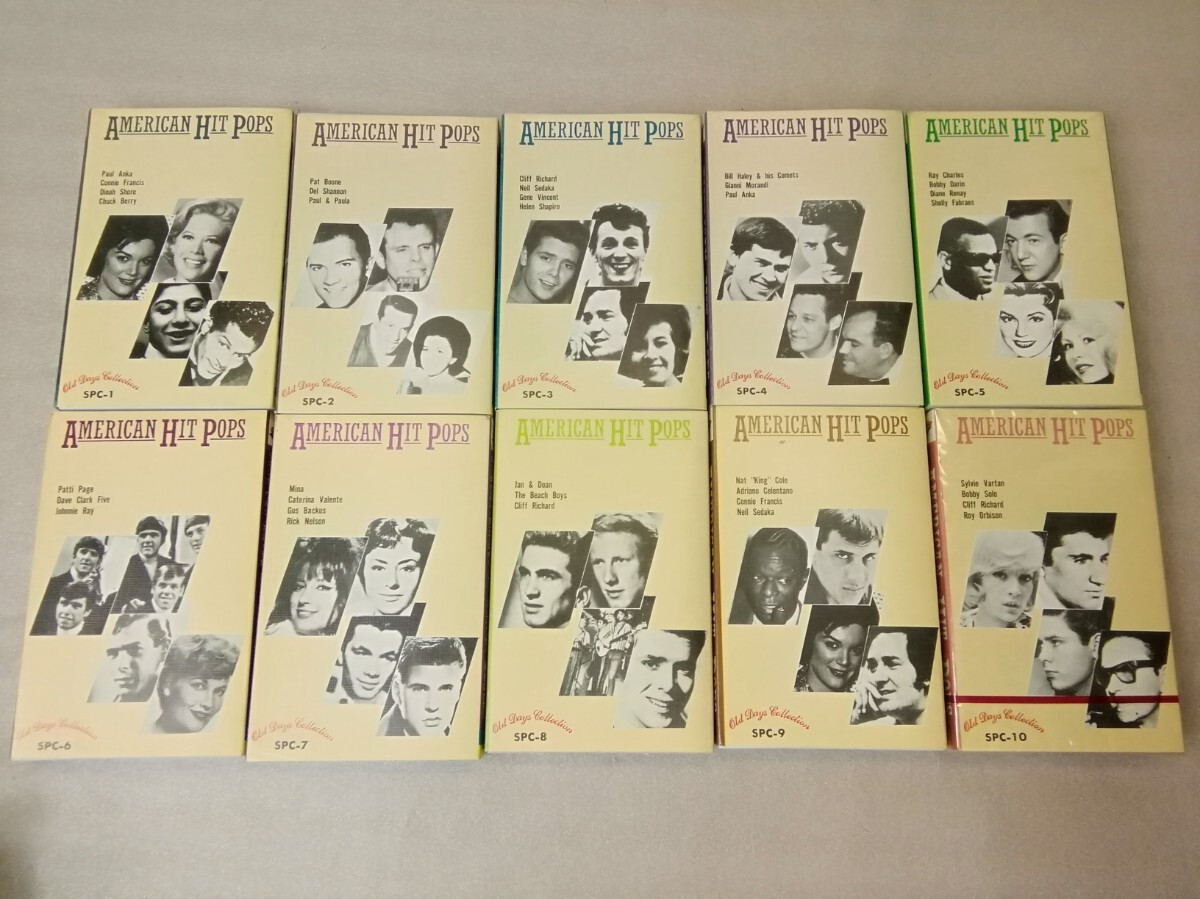 AMERICAN HIT POPS
Paul Anka
Connie Francis
Dinah Shore
Chuck Berry
Old Days Collection
SPC-1
AMERICAN HIT POPS
Pat Boone
Del Shannon
Paul & Paula
Old Days Collection
SPC-2
AMERICAN HIT POPS
Cliff Richard
Neil Sedaka
Gene Vincent
Helen Shapiro
Old Days Collection
SPC-3
AMERICAN HIT POPS
Bill Haley & his Comets
Gianni Morandi
Paul Anka
Old Days Collection
SPC-4
AMERICAN HIT POPS
Ray Charles
Bobby Darin
Diane Renay
Shelly Fabraes
Old Days Collection
SPC-5
AMERICAN HIT POPS
Patti Page
Dave Clark Five
Johnnie Ray
Old Days Collection
SPC-6
AMERICAN HIT POPS
Mina
Caterina Valente
Gus Backus
Rick Nelson
Old Days Collection
SPC-7
AMERICAN HIT POPS
Jan & Dean
The Beach Boys
Cliff Richard
Old Days Collection
SPC-8
AMERICAN HIT POPS
Nat "King" Cole
Adriano Celentano
Connie Francis
Neil Sedaka
Old Days Collection
SPC-9
AMERICAN HIT POPS
Sylvie Vartan
Bobby Solo
Cliff Richard
Roy Orbison
Old Days Collection
SPC-10